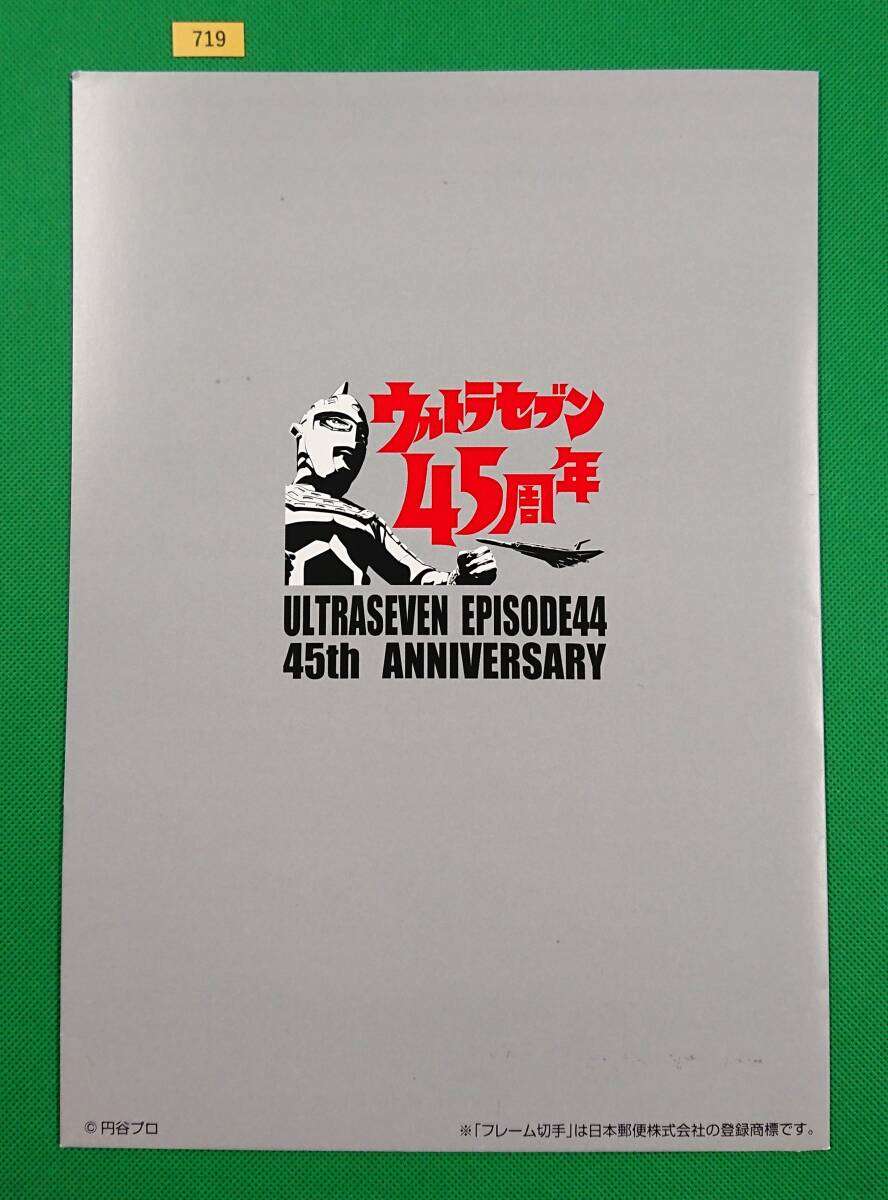 719
ウルトラセブン
45周年
ULTRASEVEN EPISODE44
45th ANNIVERSARY
© 円谷プロ
※「フレーム切手」は日本郵便株式会社の登録商標です。